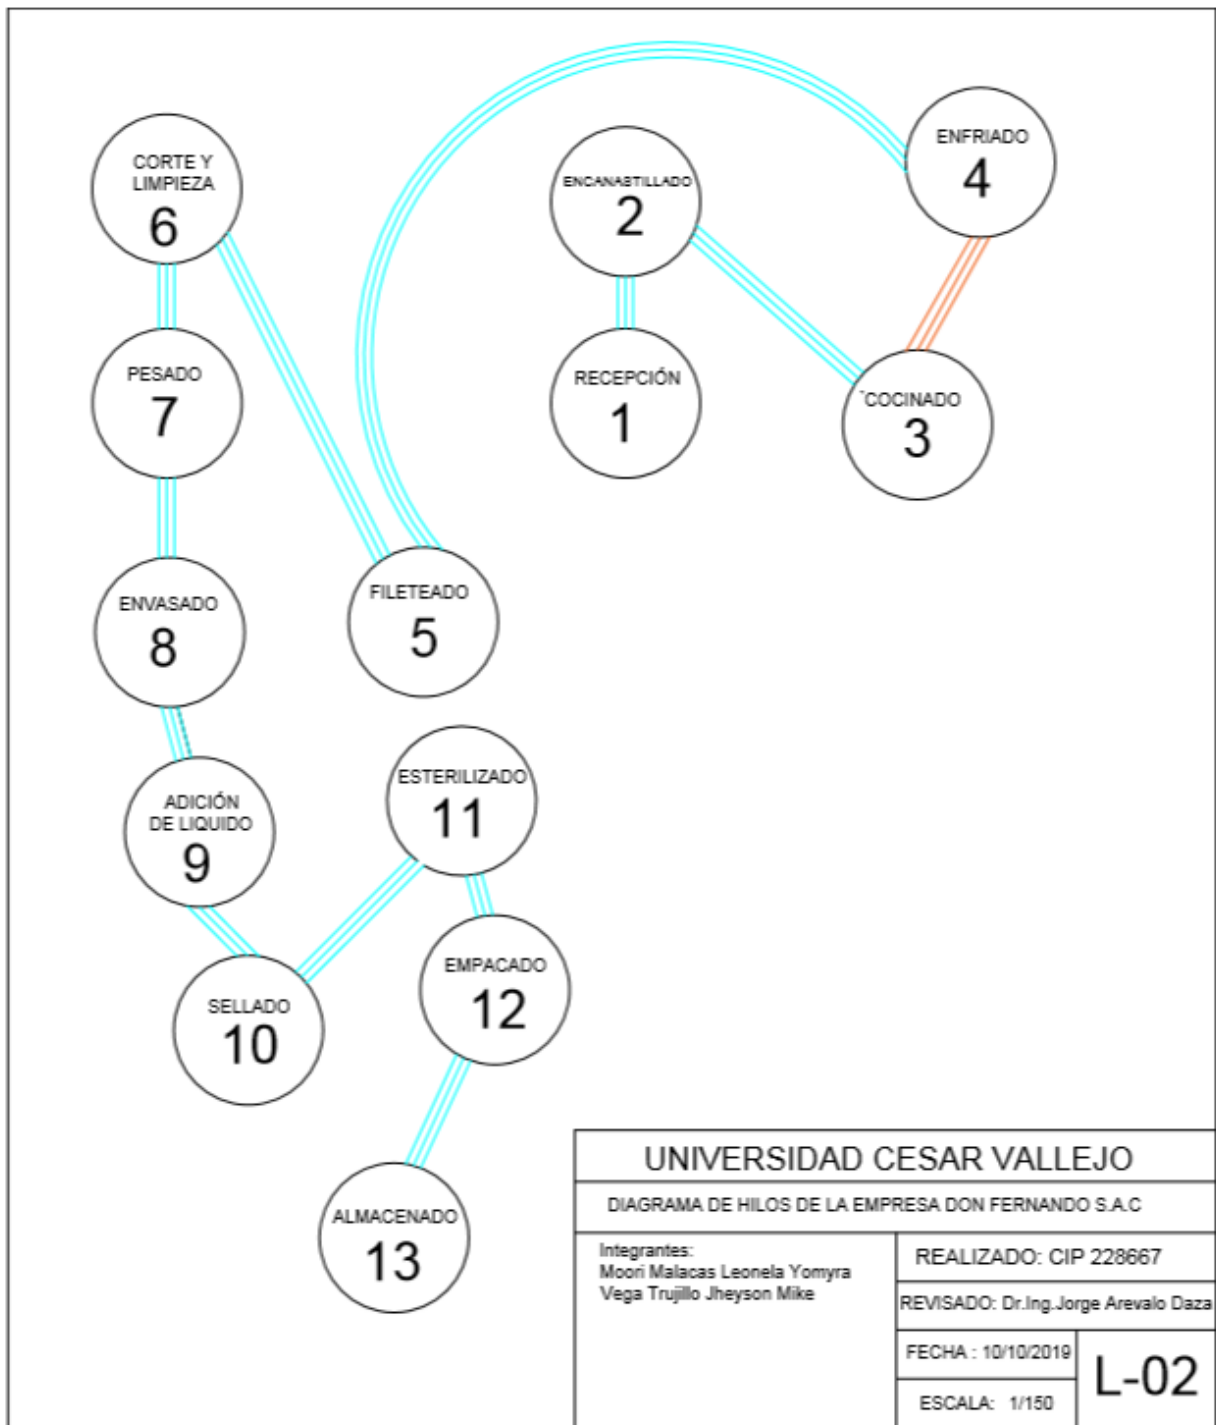 CORTE Y
LIMPIEZA
6
ENCANASTILLADO
2
ENFRIADO
4
PESADO
7
RECEPCIÓN
1
COCINADO
3
ENVASADO
8
FILETEADO
5
ADICIÓN
DE LIQUIDO
9
ESTERILIZADO
11
SELLADO
10
EMPACADO
12
ALMACENADO
13
UNIVERSIDAD CESAR VALLEJO
DIAGRAMA DE HILOS DE LA EMPRESA DON FERNANDO S.A.C
Integrantes:
Moori Malacas Leonela Yomyra
Vega Trujillo Jheyson Mike
REALIZADO: CIP 228667
REVISADO: Dr.Ing.Jorge Arevalo Daza
FECHA : 10/10/2019
ESCALA: 1/150
L-02